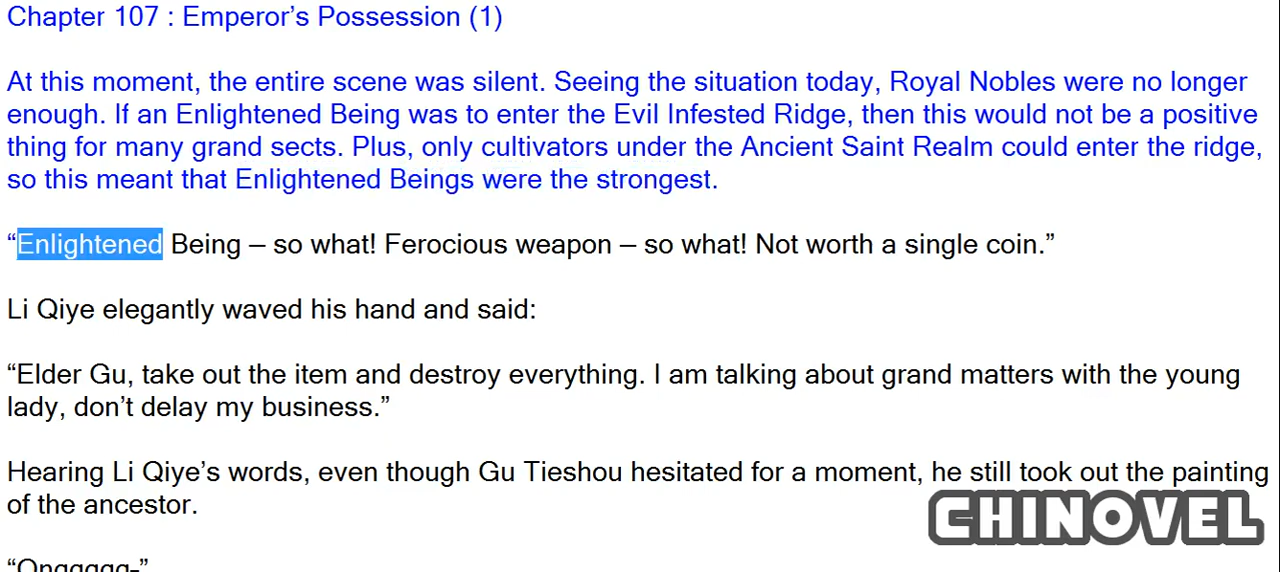 Chapter 107 : Emperor’s Possession (1)
At this moment, the entire scene was silent. Seeing the situation today, Royal Nobles were no longer
enough. If an Enlightened Being was to enter the Evil Infested Ridge, then this would not be a positive
thing for many grand sects. Plus, only cultivators under the Ancient Saint Realm could enter the ridge,
so this meant that Enlightened Beings were the strongest.
“Enlightened Being – so what! Ferocious weapon – so what! Not worth a single coin.”
Li Qiye elegantly waved his hand and said:
“Elder Gu, take out the item and destroy everything. I am talking about grand matters with the young
lady, don’t delay my business.”
Hearing Li Qiye’s words, even though Gu Tieshou hesitated for a moment, he still took out the painting
of the ancestor.
CHINOVEL